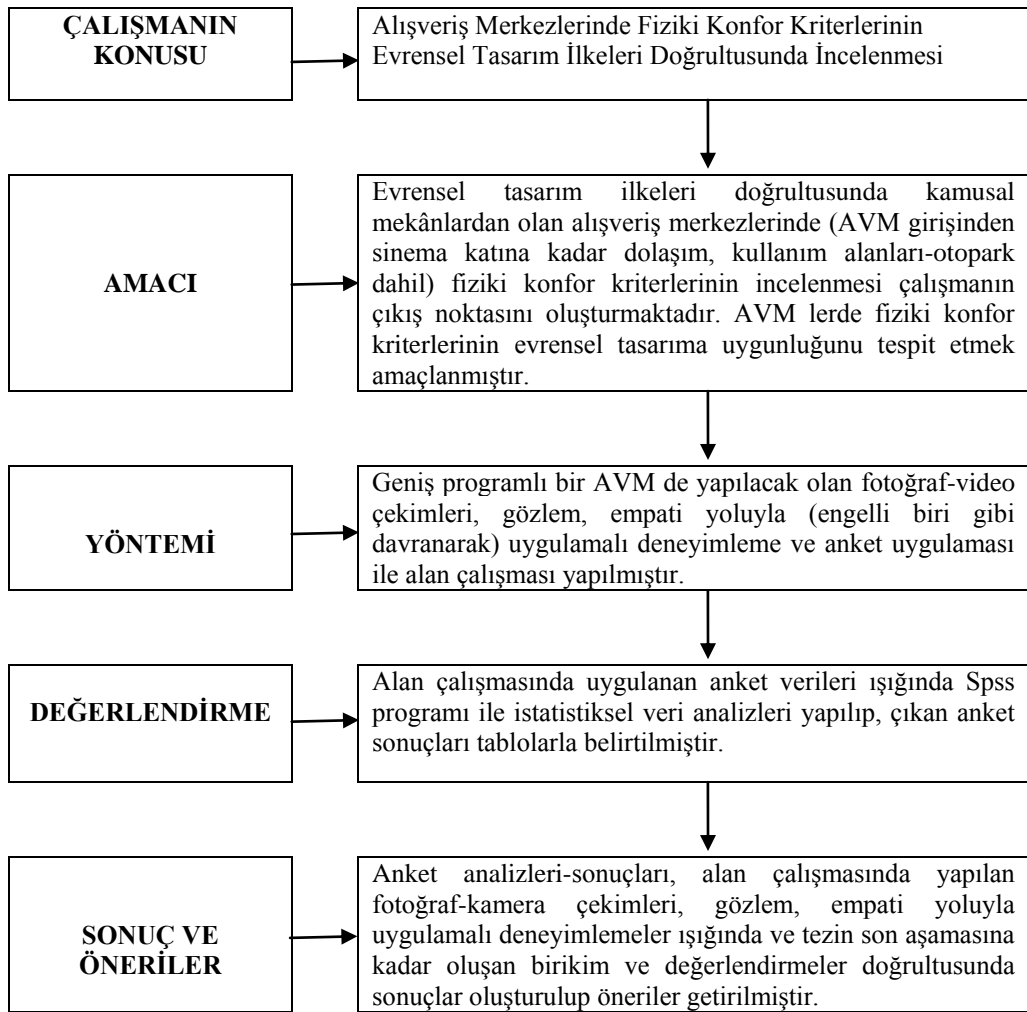 ÇALIŞMANIN
KONUSU
Alışveriş Merkezlerinde Fiziki Konfor Kriterlerinin
Evrensel Tasarım İlkeleri Doğrultusunda İncelenmesi
AMACI
Evrensel tasarım ilkeleri doğrultusunda kamusal
mekânlardan olan alışveriş merkezlerinde (AVM girişinden
sinema katına kadar dolaşım, kullanım alanları-otopark
dahil) fiziki konfor kriterlerinin incelenmesi çalışmanın
çıkış noktasını oluşturmaktadır. AVM lerde fiziki konfor
kriterlerinin evrensel tasarıma uygunluğunu tespit etmek
amaçlanmıştır.
YÖNTEMİ
Geniş programlı bir AVM de yapılacak olan fotoğraf-video
çekimleri, gözlem, empati yoluyla (engelli biri gibi
davranarak) uygulamalı deneyimleme ve anket uygulaması
ile alan çalışması yapılmıştır.
DEĞERLENDİRME
Alan çalışmasında uygulanan anket verileri ışığında Spss
programı ile istatistiksel veri analizleri yapılıp, çıkan anket
sonuçları tablolarla belirtilmiştir.
SONUÇ VE
ÖNERİLER
Anket analizleri-sonuçları, alan çalışmasında yapılan
fotoğraf-kamera çekimleri, gözlem, empati yoluyla
uygulamalı deneyimlemeler ışığında ve tezin son aşamasına
kadar oluşan birikim ve değerlendirmeler doğrultusunda
sonuçlar oluşturulup öneriler getirilmiştir.